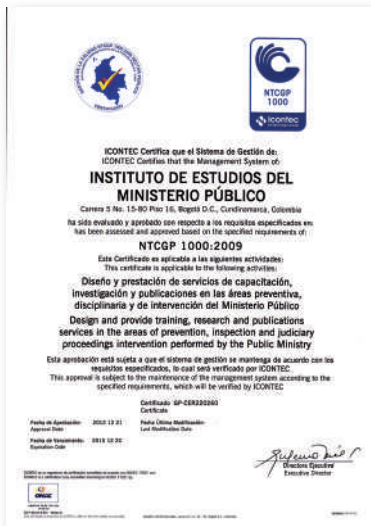 NTCGP
1000
icontec
ICONTEC Certifica que el Sistema de Gestión de:
ICONTEC Certifies that the Management System of:
INSTITUTO DE ESTUDIOS DEL
MINISTERIO PÚBLICO
Carrera 5 No. 15-80 Piso 16, Bogotá D.C., Cundinamarca, Colombia
ha sido evaluado y aprobado con respecto a los requisitos especificados en:
has been assessed and approved based on the specified requirements of:
NTCGP 1000:2009
Este Certificado es aplicable a las siguientes actividades:
This certificate is applicable to the following activities:
Diseño y prestación de servicios de capacitación,
investigación y publicaciones en las áreas preventiva,
disciplinaria y de intervención del Ministerio Público
Design and provide training, research and publications
services in the areas of prevention, inspection and judiciary
proceedings intervention performed by the Public Ministry
Esta aprobación está sujeta a que el sistema de gestión se mantenga de acuerdo con los
requisitos especificados, lo cual será verificado por ICONTEC
This approval is subject to the maintenance of the management system according to the
specified requirements, which will be verified by ICONTEC
Certificado GP-CER220260
Certificate
Fecha de Aprobación: 2012 12 21
Approval Date
Fecha Última Modificación:
Last Modification Date
Fecha de Vencimiento: 2015 12 20
Expiration Date
Directora Ejecutiva
Executive Director
ONAC